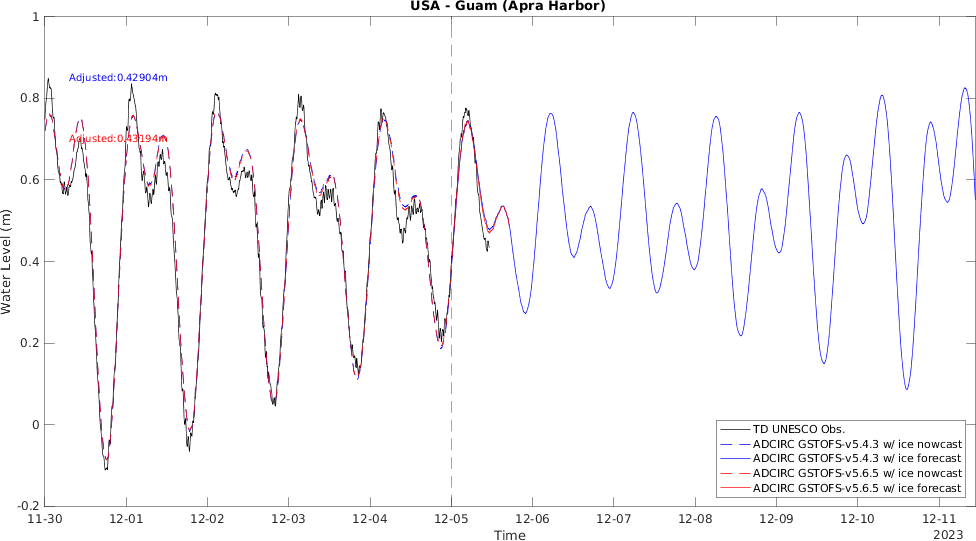 USA - Guam (Apra Harbor)
1
0.8
0.6
0.4
0.2
0
-0.2
Water Level (m)
Adjusted:0.42904m
Adjusted:0.43194m
TD UNESCO Obs.
ADCIRC GSTOFS-v5.4.3 w/ ice nowcast
ADCIRC GSTOFS-v5.4.3 w/ ice forecast
ADCIRC GSTOFS-v5.6.5 w/ ice nowcast
ADCIRC GSTOFS-v5.6.5 w/ ice forecast
11-30 12-01 12-02 12-03 12-04 12-05 12-06 12-07 12-08 12-09 12-10 12-11
Time
2023